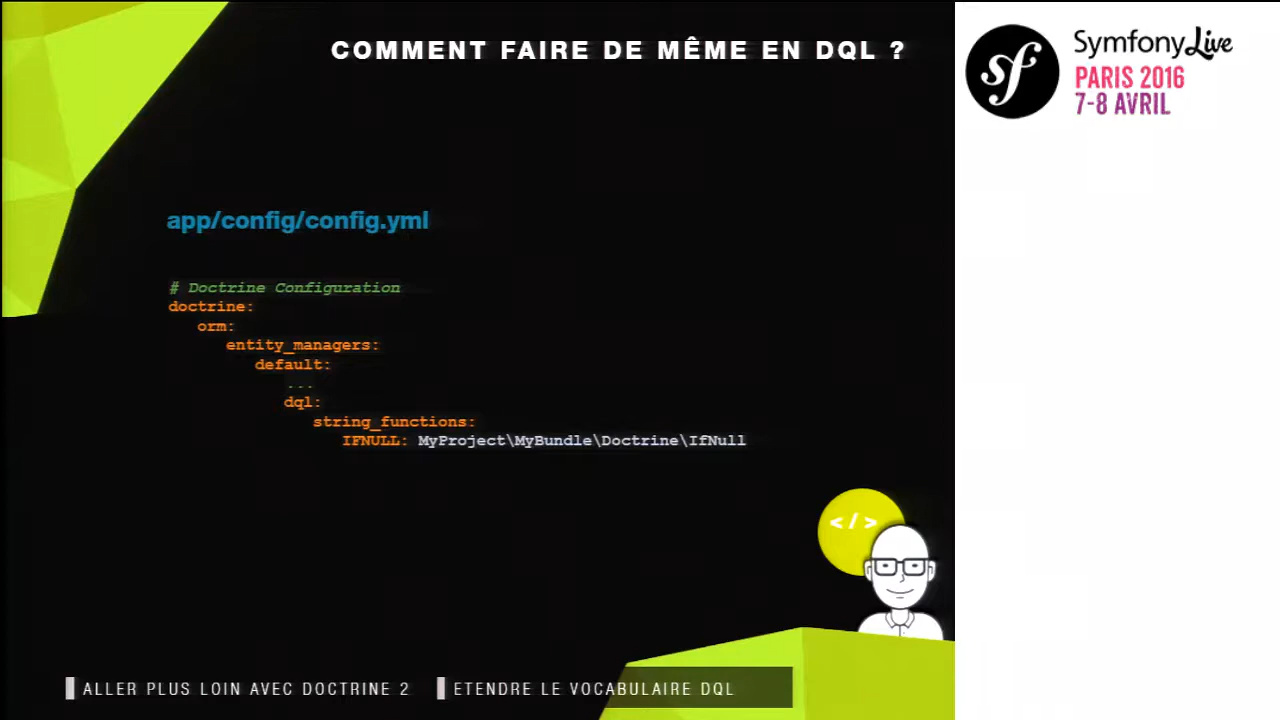 COMMENT FAIRE DE MÊME EN DQL ?
SymfonyLive
PARIS 2016
7-8 AVRIL
sf
app/config/config.yml
# Doctrine Configuration
doctrine:
orm:
entity_managers:
default:
...
dql:
string_functions:
IFNULL: MyProject\MyBundle\Doctrine\IfNull
</>
ALLER PLUS LOIN AVEC DOCTRINE 2
ETENDRE LE VOCABULAIRE DQL